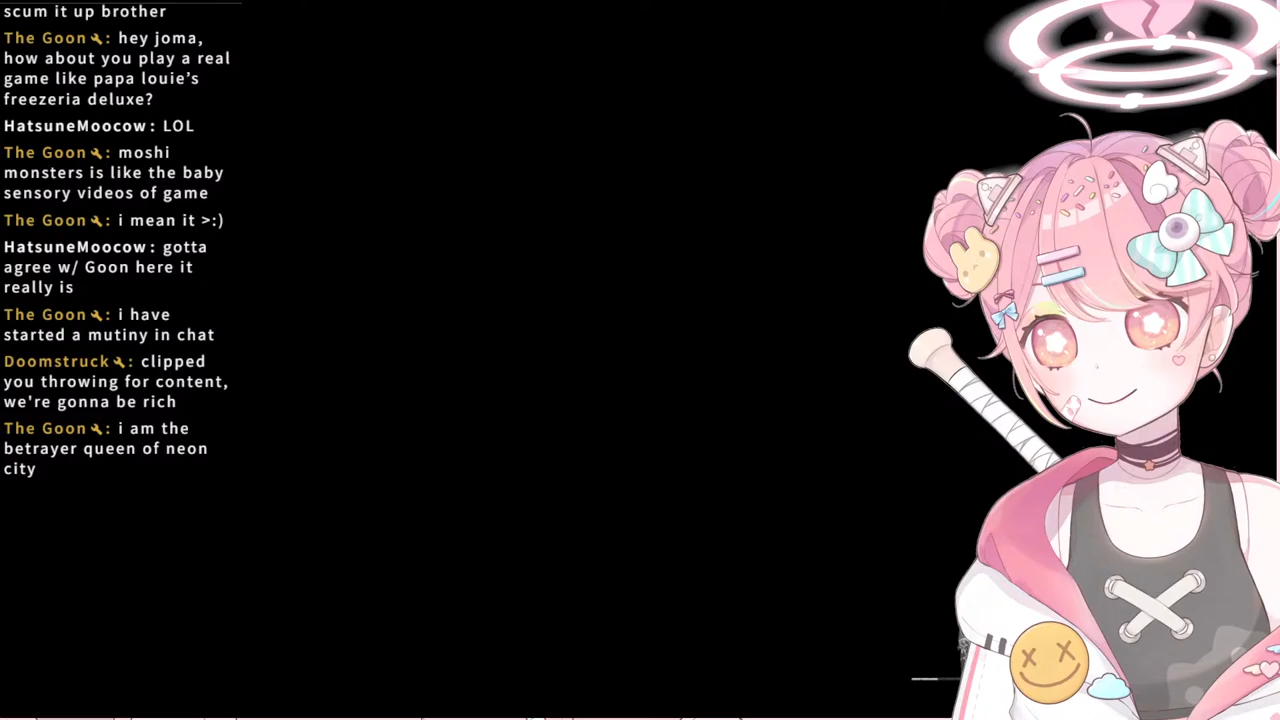 scum it up brother
The Goon: hey joma,
how about you play a real
game like papa louie's
freezeria deluxe?
HatsuneMoocow: LOL
The Goon: moshi
monsters is like the baby
sensory videos of game
The Goon: i mean it >:)
HatsuneMoocow: gotta
agree w/ Goon here it
really is
The Goon: i have
started a mutiny in chat
Doomstruck: clipped
you throwing for content,
we're gonna be rich
The Goon: i am the
betrayer queen of neon
city